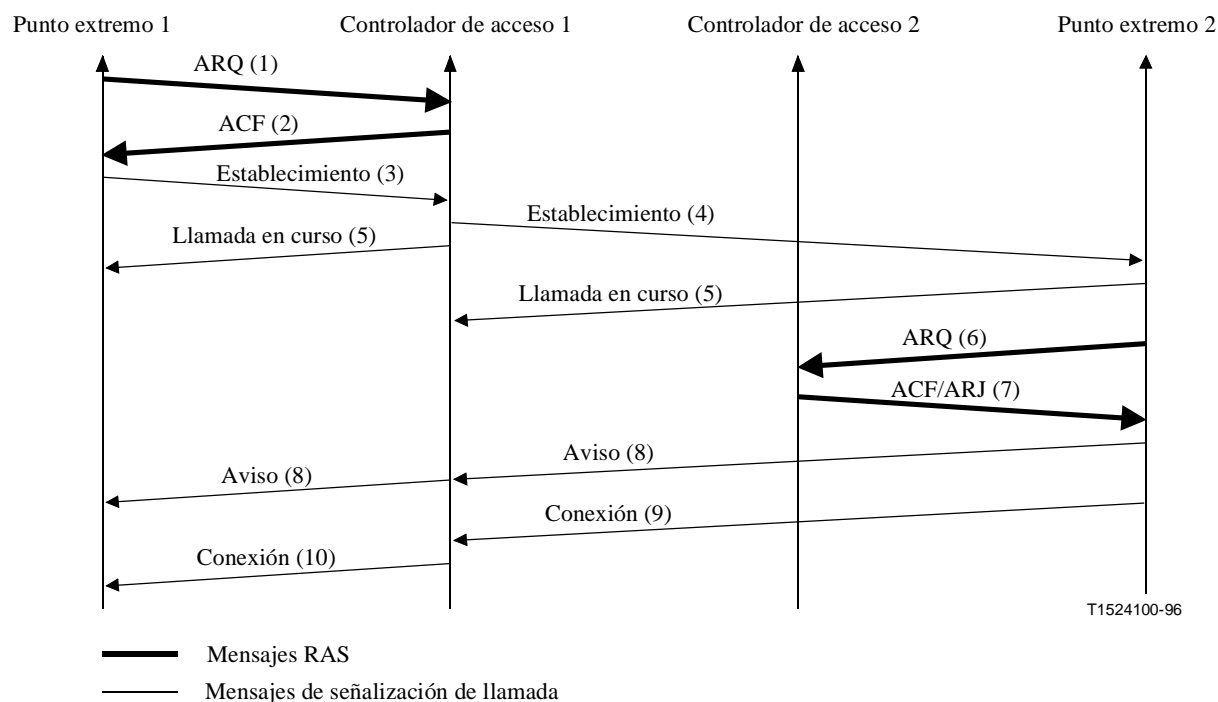 Punto extremo 1
Controlador de acceso 1
Controlador de acceso 2
Punto extremo 2
ARQ (1)
ACF (2)
Establecimiento (3)
Establecimiento (4)
Llamada en curso (5)
Llamada en curso (5)
ARQ (6)
ACF/ARJ (7)
Aviso (8)
Aviso (8)
Conexión (9)
Conexión (10)
T1524100-96
Mensajes RAS
Mensajes de señalización de llamada